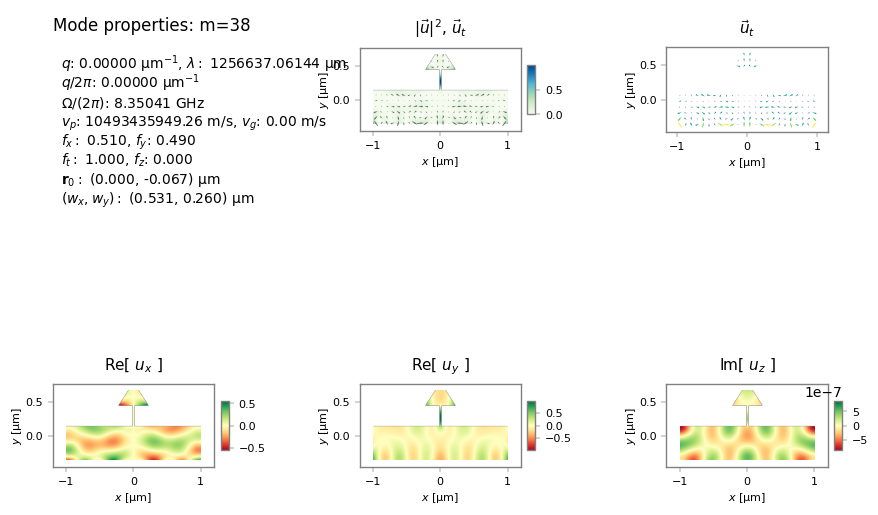 Mode properties: m=38
q: 0.00000 μm⁻¹, λ: 1256637.06144 μm
q/2π: 0.00000 μm⁻¹
Ω/(2π): 8.35041 GHz
v_p: 10493435949.26 m/s, v_g: 0.00 m/s
f_x: 0.510, f_y: 0.490
f_t: 1.000, f_z: 0.000
r₀: (0.000, -0.067) μm
(w_x, w_y): (0.531, 0.260) μm
|u⃗|², u⃗_t
0.5
0.0
y [μm]
−1 0 1
x [μm]
0.5
0.0
u⃗_t
0.5
0.0
y [μm]
−1 0 1
x [μm]
Re[ u_x ]
0.5
0.0
y [μm]
−1 0 1
x [μm]
0.5
0.0
−0.5
Re[ u_y ]
0.5
0.0
y [μm]
−1 0 1
x [μm]
0.5
0.0
−0.5
Im[ u_z ]
1e−7
0.5
0.0
y [μm]
−1 0 1
x [μm]
5
0
−5